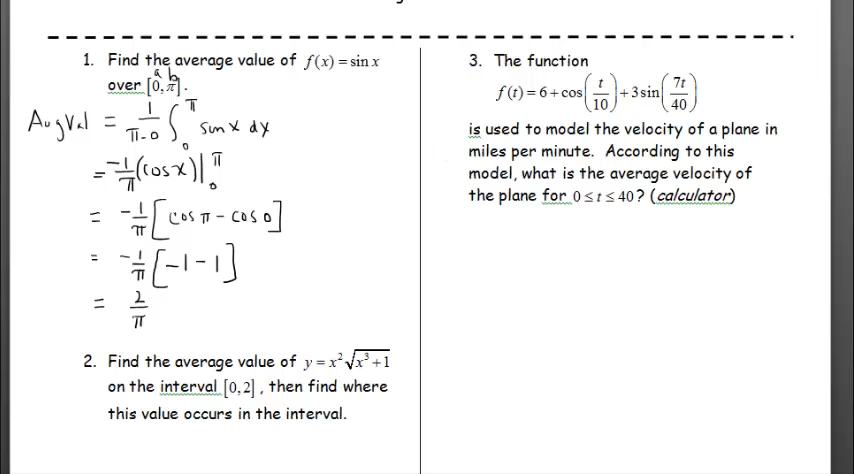 1. Find the average value of f(x) = sin x
a b
over [0, π].
AvgVal = 1/(π-0) ∫₀^π sin x dx
= -1/π (cos x)|₀^π
= -1/π [cos π - cos 0]
= -1/π [-1 - 1]
= 2/π
2. Find the average value of y = x²√(x³+1)
on the interval [0,2], then find where
this value occurs in the interval.
3. The function
f(t) = 6 + cos(t/10) + 3sin(7t/40)
is used to model the velocity of a plane in
miles per minute. According to this
model, what is the average velocity of
the plane for 0 ≤ t ≤ 40? (calculator)